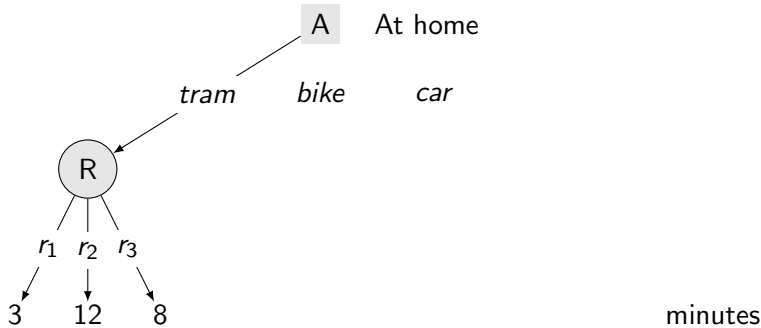 A At home
tram bike car
R
r1 r2 r3
3 12 8 minutes